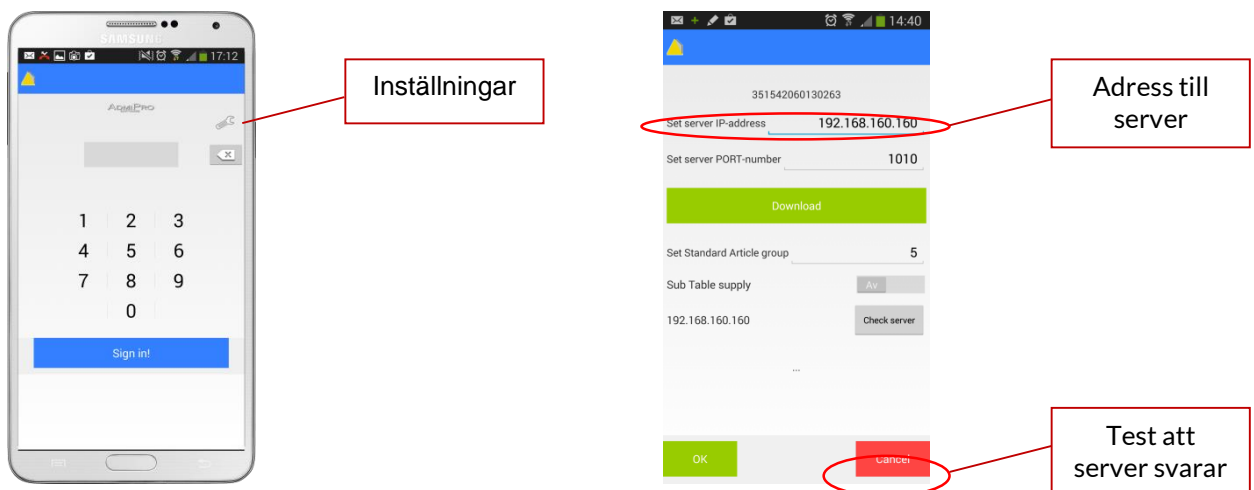 SAMSUNG
17:12
ADMIPRO
1 2 3
4 5 6
7 8 9
0
Sign in!
Inställningar
14:40
351542060130263
Set server IP-address 192.168.160.160
Set server PORT-number 1010
Download
Set Standard Article group 5
Sub Table supply Av
192.168.160.160 Check server
...
OK Cancel
Adress till
server
Test att
server svarar